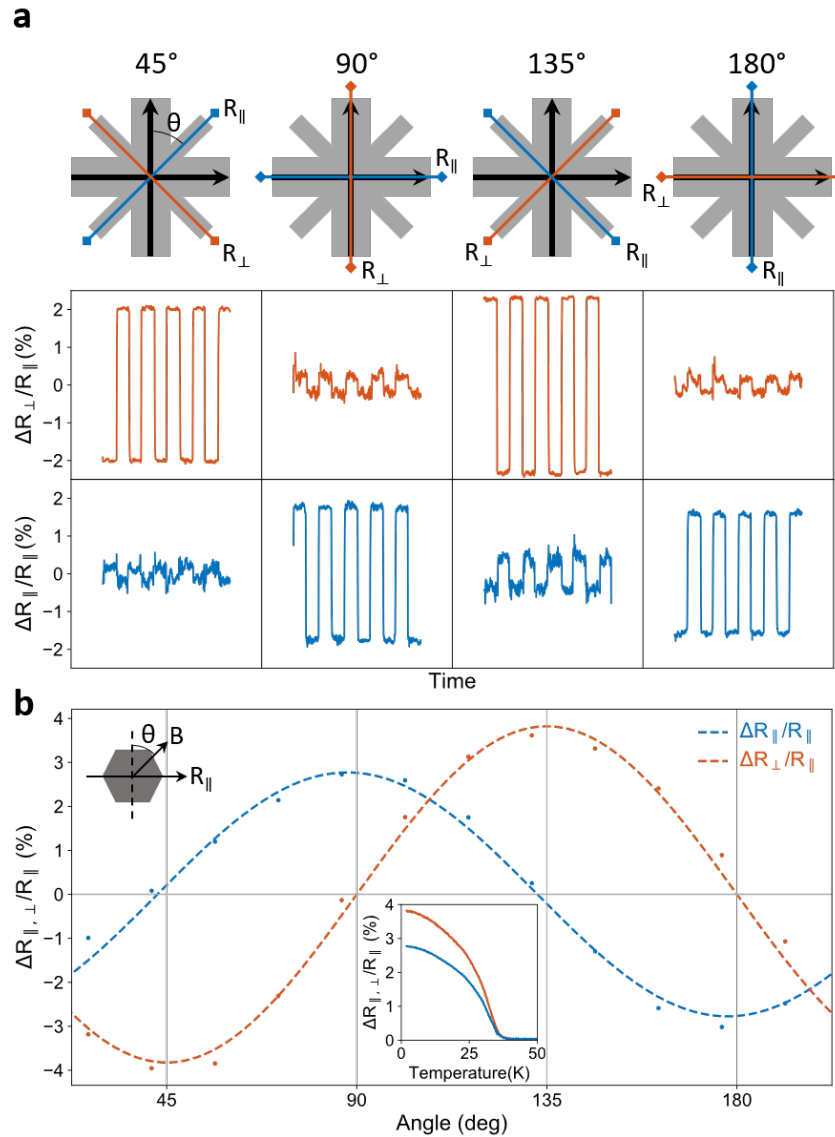 a
45° 90° 135° 180°
θ R∥ R⊥
R∥ R⊥
R⊥ R∥
R⊥ R∥
ΔR⊥/R∥(%)
2
1
0
−1
−2
ΔR∥/R∥(%)
2
1
0
−1
−2
Time
b
θ B
R∥
ΔR∥/R∥
ΔR⊥/R∥
ΔR∥,⊥/R∥ (%)
4
3
2
1
0
−1
−2
−3
−4
ΔR∥,⊥/R∥ (%)
4
3
2
1
0
0 25 50
Temperature(K)
45 90 135 180
Angle (deg)